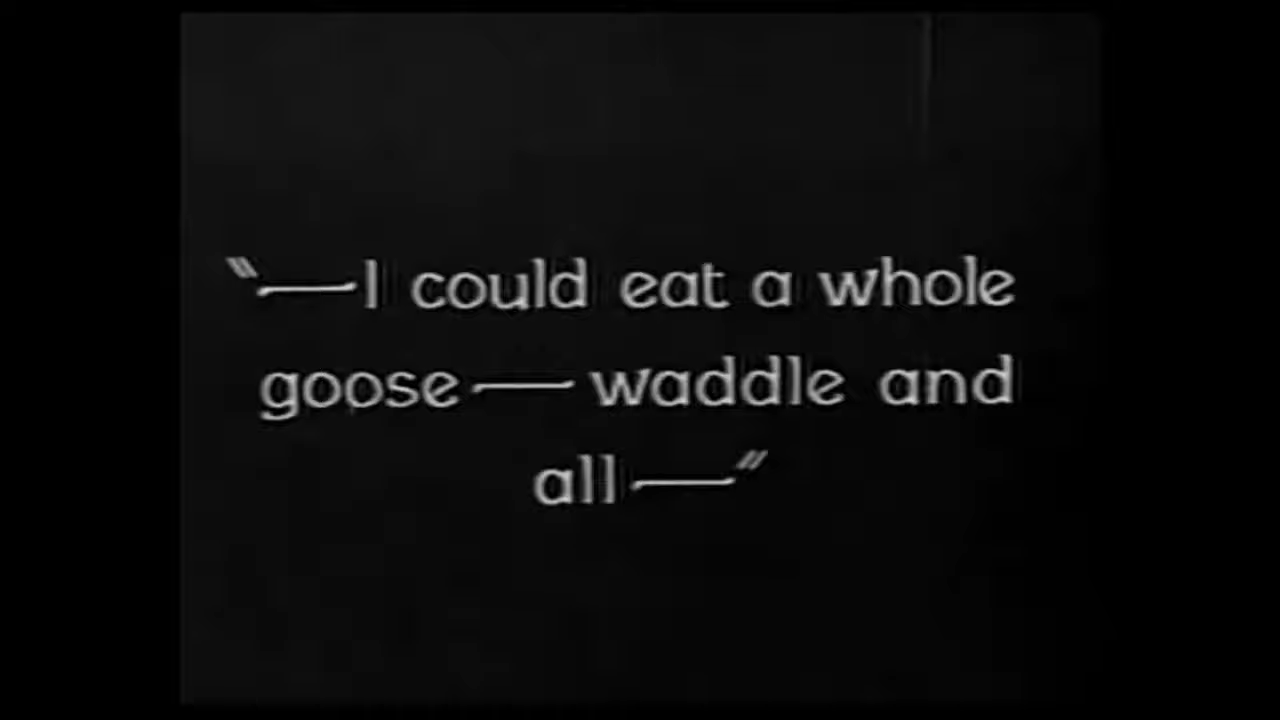 "—I could eat a whole
goose—waddle and
all—"